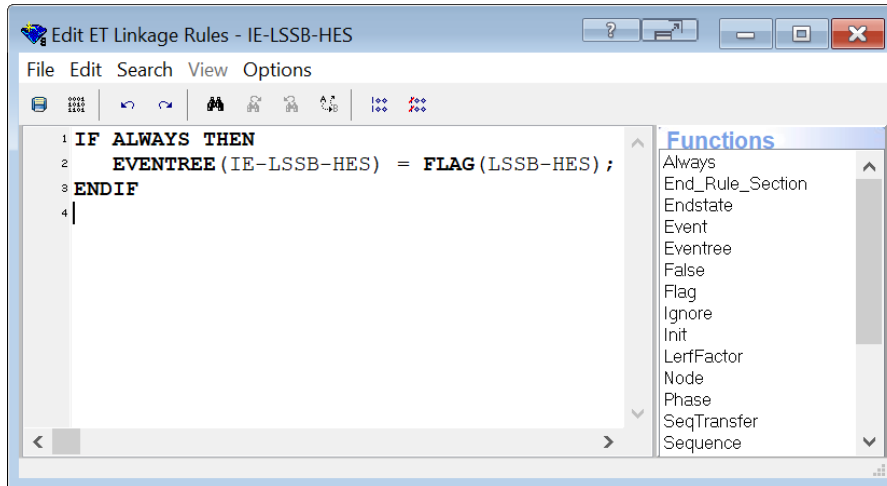 Edit ET Linkage Rules - IE-LSSB-HES
File Edit Search View Options
1 IF ALWAYS THEN
2 EVENTREE(IE-LSSB-HES) = FLAG(LSSB-HES);
3 ENDIF
4
Functions
Always
End_Rule_Section
Endstate
Event
Eventree
False
Flag
Ignore
Init
LerfFactor
Node
Phase
SeqTransfer
Sequence